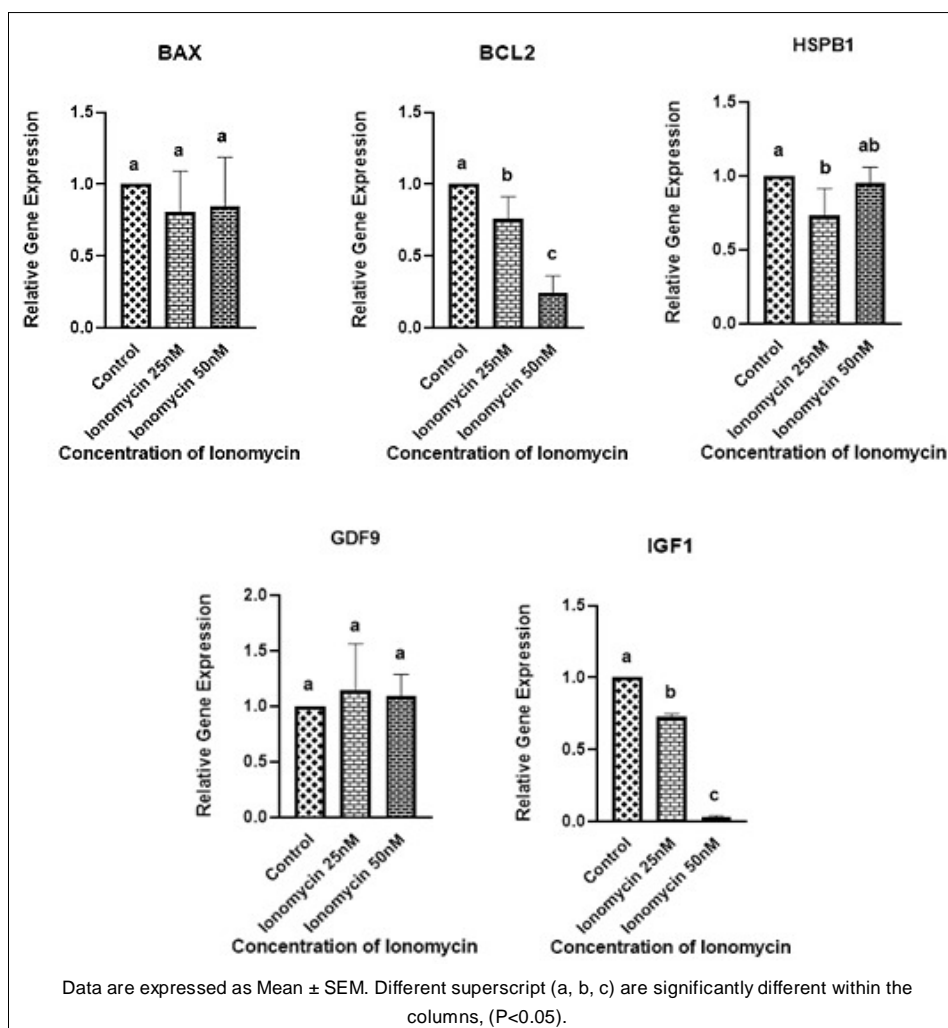 BAX
BCL2
HSPB1
Relative Gene Expression
1.5
1.0
0.5
0.0
a
a
a
Control
Ionomycin 25nM
Ionomycin 50nM
Concentration of Ionomycin
Relative Gene Expression
1.5
1.0
0.5
0.0
a
b
c
Control
Ionomycin 25nM
Ionomycin 50nM
Concentration of Ionomycin
Relative Gene Expression
1.5
1.0
0.5
0.0
a
b
ab
Control
Ionomycin 25nM
Ionomycin 50nM
Concentration of Ionomycin
GDF9
IGF1
Relative Gene Expression
2.0
1.5
1.0
0.5
0.0
a
a
a
Control
Ionomycin 25nM
Ionomycin 50nM
Concentration of Ionomycin
Relative Gene Expression
1.5
1.0
0.5
0.0
a
b
c
Control
Ionomycin 25nM
Ionomycin 50nM
Concentration of Ionomycin
Data are expressed as Mean ± SEM. Different superscript (a, b, c) are significantly different within the
columns, (P<0.05).